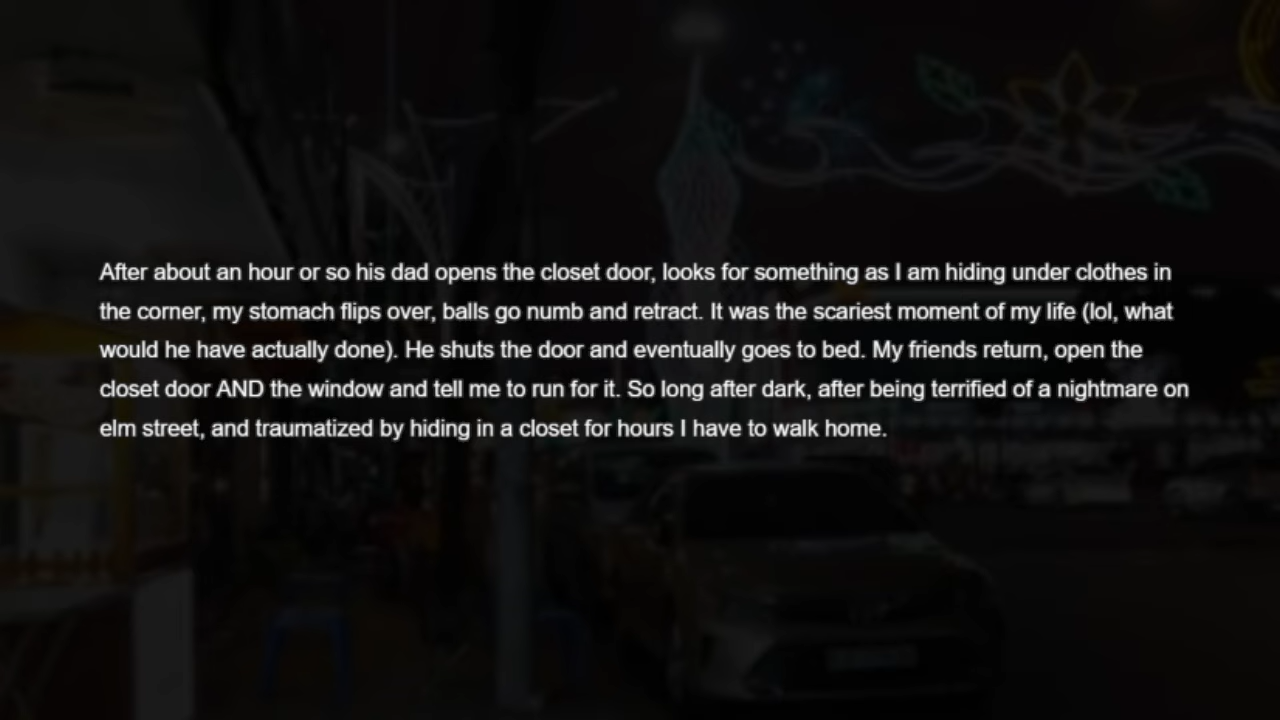 After about an hour or so his dad opens the closet door, looks for something as I am hiding under clothes in
the corner, my stomach flips over, balls go numb and retract. It was the scariest moment of my life (lol, what
would he have actually done). He shuts the door and eventually goes to bed. My friends return, open the
closet door AND the window and tell me to run for it. So long after dark, after being terrified of a nightmare on
elm street, and traumatized by hiding in a closet for hours I have to walk home.